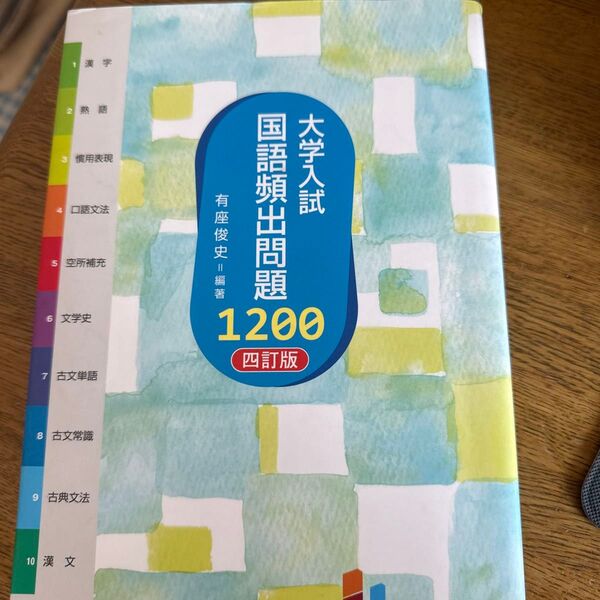 大学入試
国語頻出問題
1200
四訂版
有座俊史=編著
1 漢字
2 熟語
3 慣用表現
4 口語文法
5 空所補充
6 文学史
7 古文単語
8 古文常識
9 古典文法
10 漢文